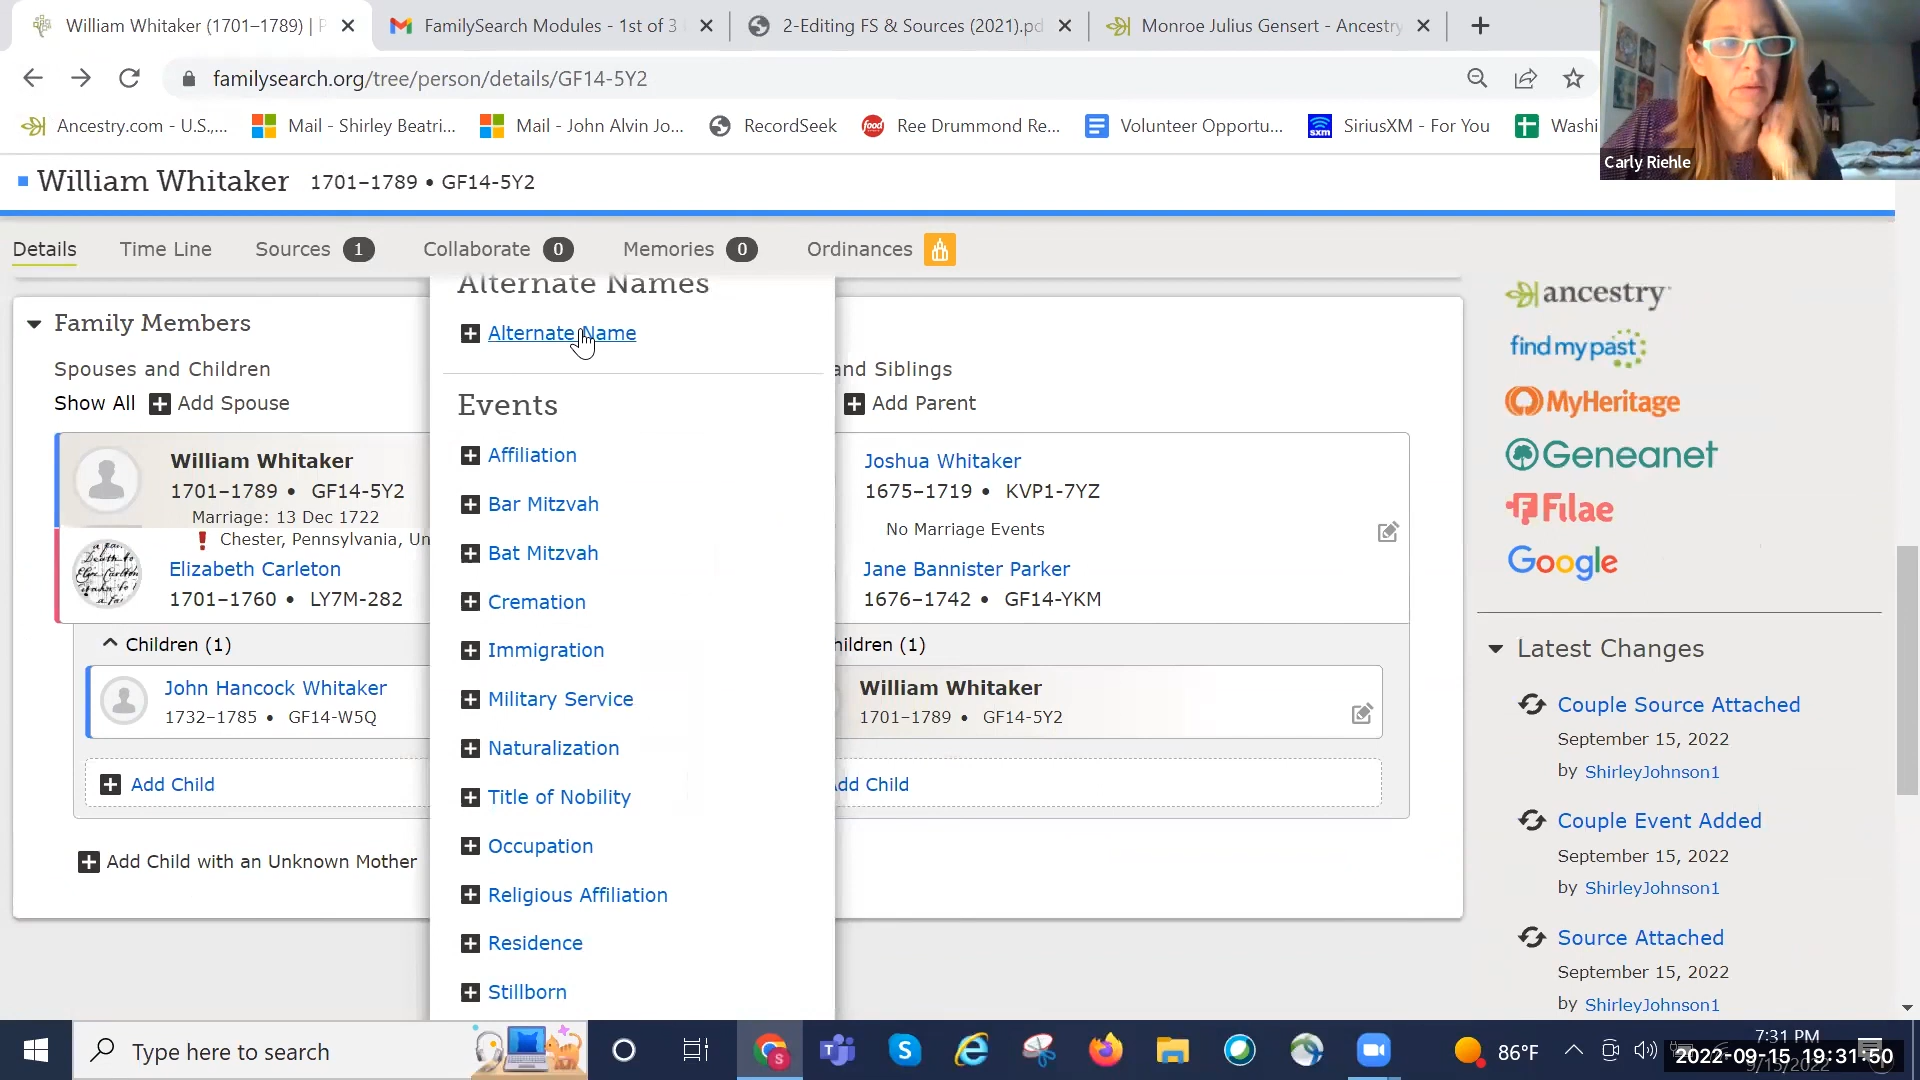 William Whitaker (1701–1789) | F
FamilySearch Modules - 1st of 3
2-Editing FS & Sources (2021).pd
Monroe Julius Gensert - Ancestry
familysearch.org/tree/person/details/GF14-5Y2
Ancestry.com - U.S.,...
Mail - Shirley Beatri...
Mail - John Alvin Jo...
RecordSeek
food
Ree Drummond Re...
Volunteer Opportu...
sxm
SiriusXM - For You
Washi
Carly Riehle
William Whitaker 1701–1789 • GF14-5Y2
Details
Time Line
Sources 1
Collaborate 0
Memories 0
Ordinances
Family Members
Spouses and Children
Show All
Add Spouse
William Whitaker
1701–1789 • GF14-5Y2
Marriage: 13 Dec 1722
Chester, Pennsylvania, Un
Elizabeth Carleton
1701–1760 • LY7M-282
Children (1)
John Hancock Whitaker
1732–1785 • GF14-W5Q
Add Child
Add Child with an Unknown Mother
Alternate Names
Alternate Name
Events
Affiliation
Bar Mitzvah
Bat Mitzvah
Cremation
Immigration
Military Service
Naturalization
Title of Nobility
Occupation
Religious Affiliation
Residence
Stillborn
and Siblings
Add Parent
Joshua Whitaker
1675–1719 • KVP1-7YZ
No Marriage Events
Jane Bannister Parker
1676–1742 • GF14-YKM
hildren (1)
William Whitaker
1701–1789 • GF14-5Y2
dd Child
ancestry
findmypast
MyHeritage
Geneanet
Filae
Google
Latest Changes
Couple Source Attached
September 15, 2022
by ShirleyJohnson1
Couple Event Added
September 15, 2022
by ShirleyJohnson1
Source Attached
September 15, 2022
by ShirleyJohnson1
Type here to search
86°F
7:31 PM
9/15/2022
2022-09-15 19:31:50